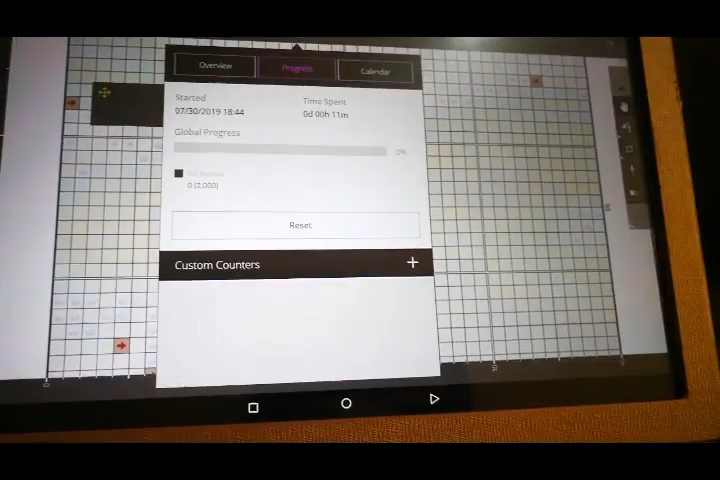 Overview
Progress
Calendar
Started
Time Spent
07/30/2019 18:44
0d 00h 11m
Global Progress
0%
0 (2,000)
Reset
Custom Counters
+